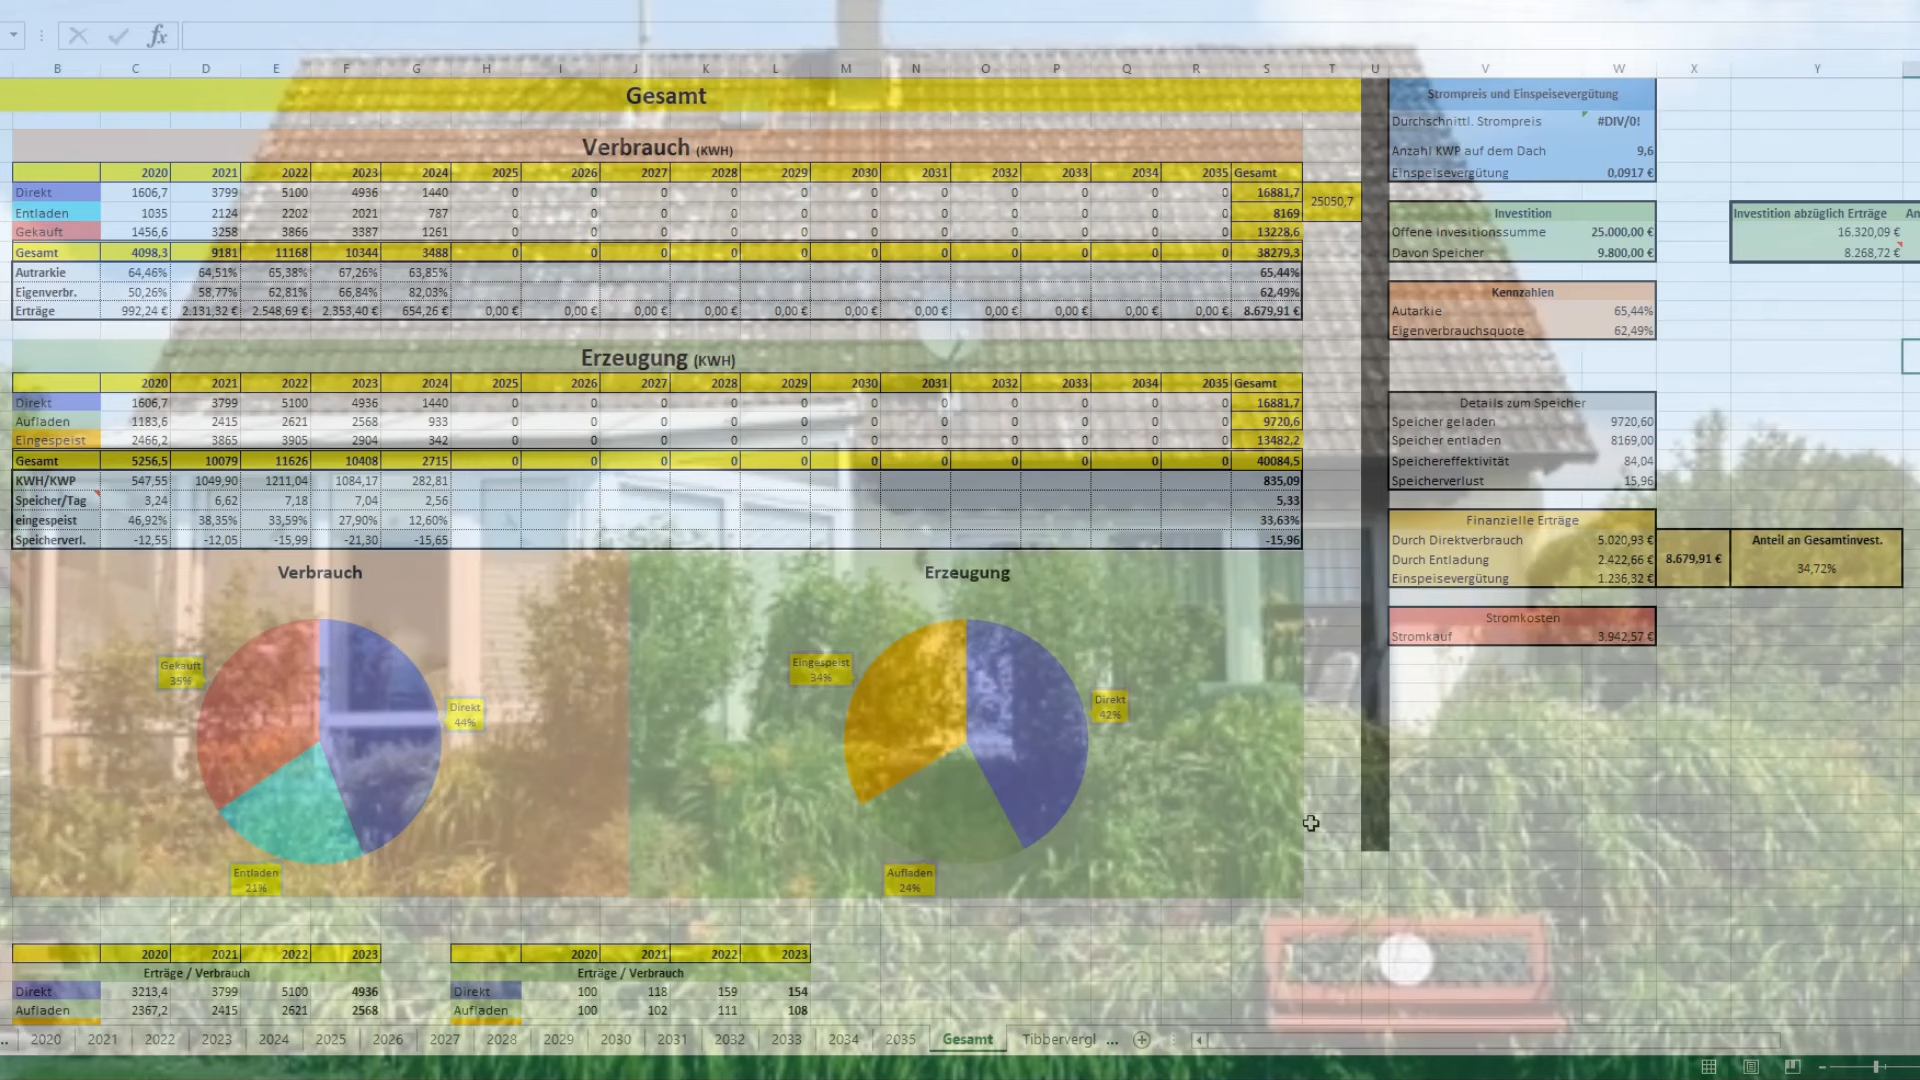 fx
B C D E F G H I J K L M N O P Q R S T U V W X Y
Gesamt
Verbrauch (KWH)
2020 2021 2022 2023 2024 2025 2026 2027 2028 2029 2030 2031 2032 2033 2034 2035 Gesamt
Direkt 1606,7 3799 5100 4936 1440 0 0 0 0 0 0 0 0 0 0 0 16881,7
25050,7
Entladen 1035 2124 2202 2021 787 0 0 0 0 0 0 0 0 0 0 0 8169
Gekauft 1456,6 3258 3866 3387 1261 0 0 0 0 0 0 0 0 0 0 0 13228,6
Gesamt 4098,3 9181 11168 10344 3488 0 0 0 0 0 0 0 0 0 0 0 38279,3
Autrarkie 64,46% 64,51% 65,38% 67,26% 63,85% 65,44%
Eigenverbr. 50,26% 58,77% 62,81% 66,84% 82,03% 62,49%
Erträge 992,24 € 2.131,32 € 2.548,69 € 2.353,40 € 654,26 € 0,00 € 0,00 € 0,00 € 0,00 € 0,00 € 0,00 € 0,00 € 0,00 € 0,00 € 0,00 € 0,00 € 8.679,91 €
Erzeugung (KWH)
2020 2021 2022 2023 2024 2025 2026 2027 2028 2029 2030 2031 2032 2033 2034 2035 Gesamt
Direkt 1606,7 3799 5100 4936 1440 0 0 0 0 0 0 0 0 0 0 0 16881,7
Aufladen 1183,6 2415 2621 2568 933 0 0 0 0 0 0 0 0 0 0 0 9720,6
Eingespeist 2466,2 3865 3905 2904 342 0 0 0 0 0 0 0 0 0 0 0 13482,2
Gesamt 5256,5 10079 11626 10408 2715 0 0 0 0 0 0 0 0 0 0 0 40084,5
KWH/KWP 547,55 1049,90 1211,04 1084,17 282,81 835,09
Speicher/Tag 3,24 6,62 7,18 7,04 2,56 5,33
eingespeist 46,92% 38,35% 33,59% 27,90% 12,60% 33,63%
Speicherverl. -12,55 -12,05 -15,99 -21,30 -15,65 -15,96
Verbrauch
Gekauft
35%
Direkt
44%
Entladen
21%
Erzeugung
Eingespeist
34%
Direkt
42%
Aufladen
24%
Strompreis und Einspeisevergütung
Durchschnittl. Strompreis #DIV/0!
Anzahl KWP auf dem Dach 9,6
Einspeisevergütung 0,0917 €
Investition
Offene Invesitionssumme 25.000,00 €
Davon Speicher 9.800,00 €
Investition abzüglich Erträge An
16.320,09 €
8.268,72 €
Kennzahlen
Autarkie 65,44%
Eigenverbrauchsquote 62,49%
Details zum Speicher
Speicher geladen 9720,60
Speicher entladen 8169,00
Speichereffektivität 84,04
Speicherverlust 15,96
Finanzielle Erträge
Durch Direktverbrauch 5.020,93 €
Durch Entladung 2.422,66 €
Einspeisevergütung 1.236,32 €
8.679,91 €
Anteil an Gesamtinvest.
34,72%
Stromkosten
Stromkauf 3.942,57 €
2020 2021 2022 2023
Erträge / Verbrauch
Direkt 3213,4 3799 5100 4936
Aufladen 2367,2 2415 2621 2568
2020 2021 2022 2023
Erträge / Verbrauch
Direkt 100 118 159 154
Aufladen 100 102 111 108
... 2020 2021 2022 2023 2024 2025 2026 2027 2028 2029 2030 2031 2032 2033 2034 2035 Gesamt Tibbervergl ...